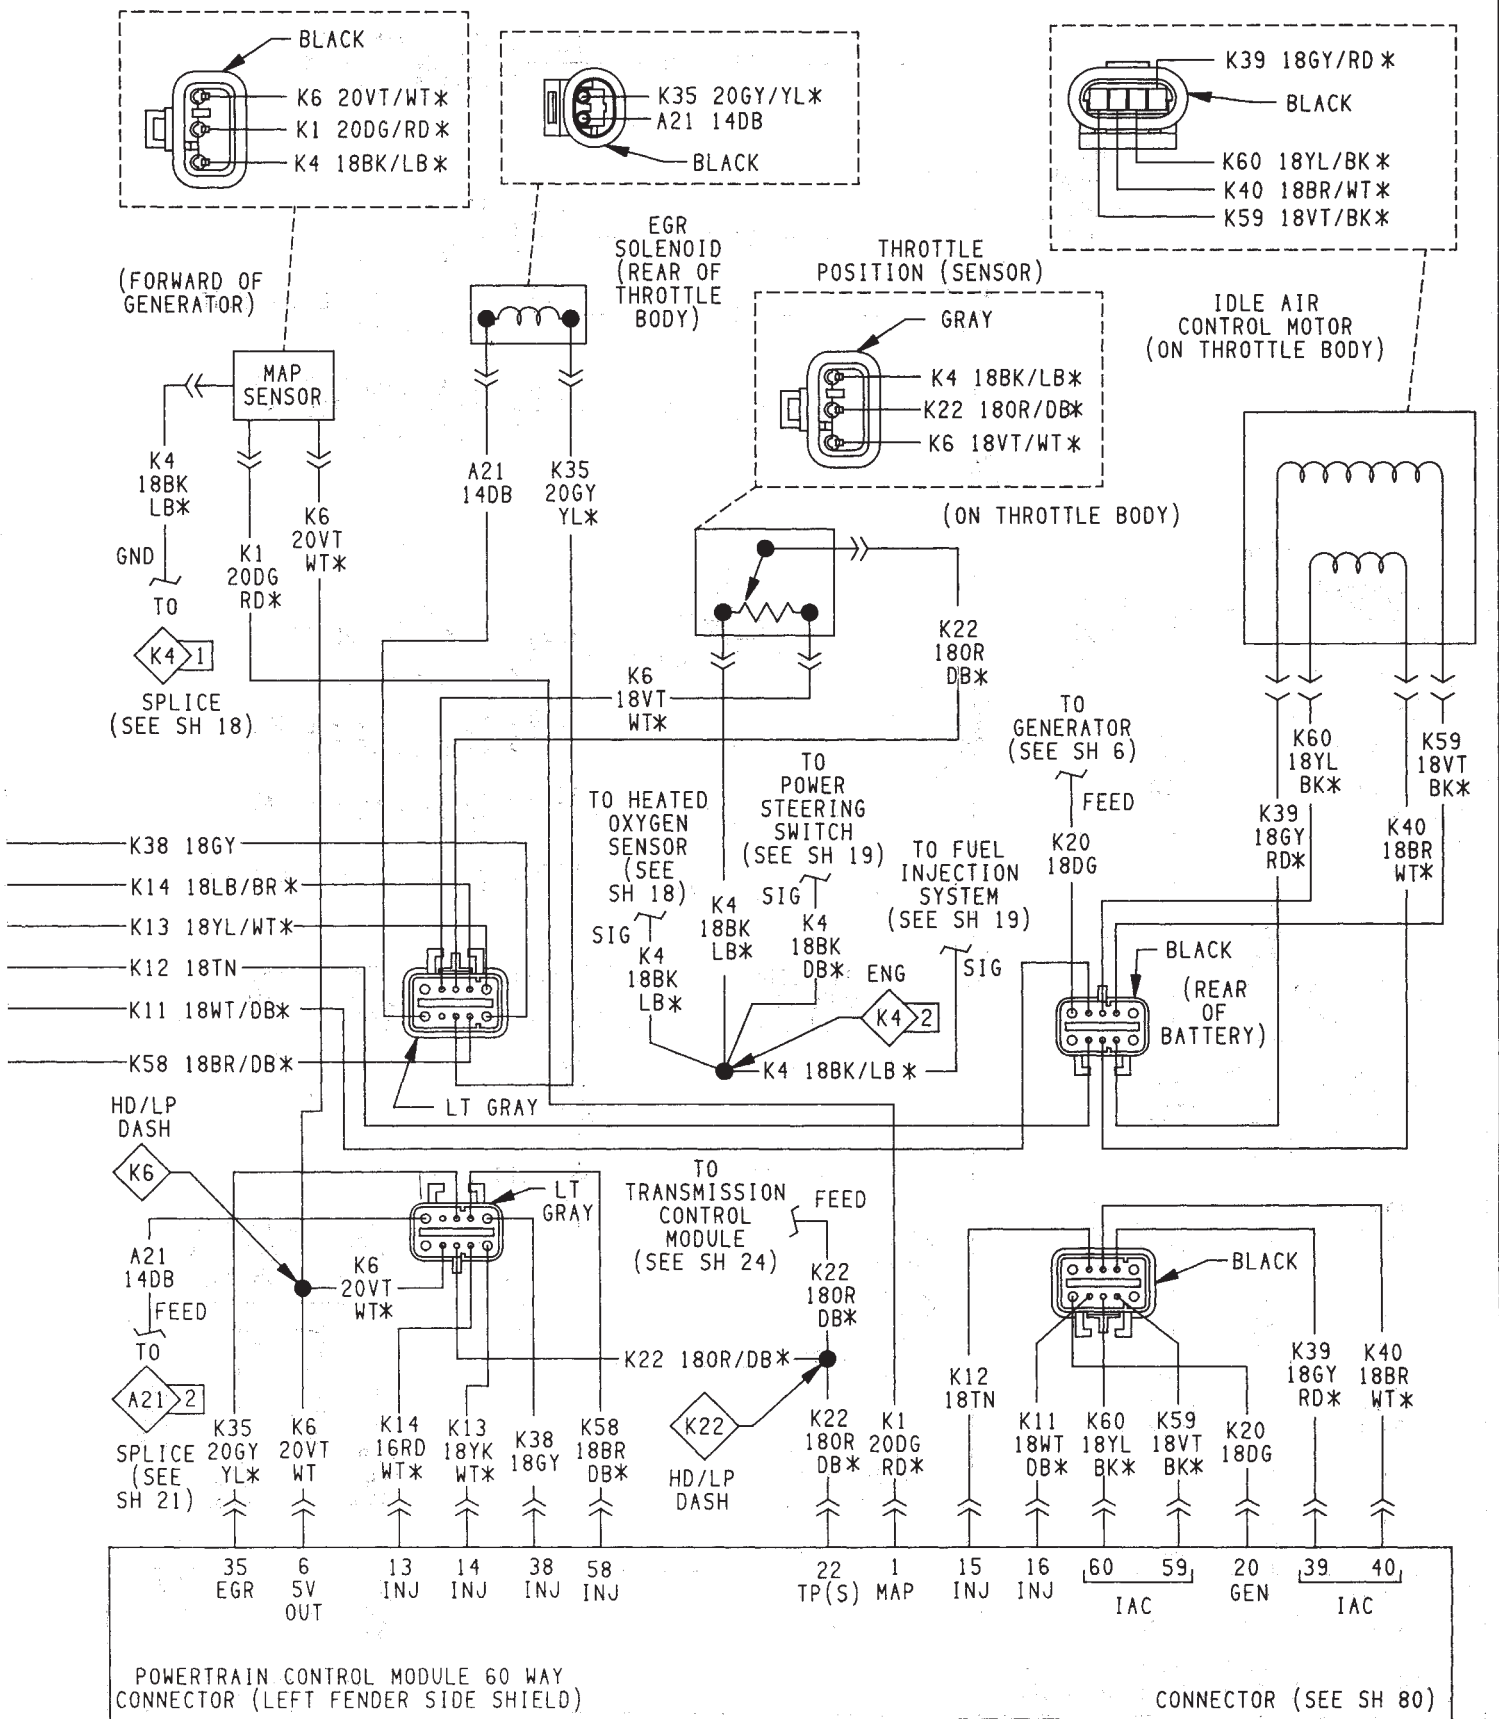 BLACK
K6 20VT/WT*
K1 20DG/RD*
K4 18BK/LB*
K35 20GY/YL*
A21 14DB
BLACK
K39 18GY/RD*
BLACK
K60 18YL/BK*
K40 18BR/WT*
K59 18VT/BK*
(FORWARD OF
GENERATOR)
EGR
SOLENOID
(REAR OF
THROTTLE
BODY)
THROTTLE
POSITION (SENSOR)
GRAY
K4 18BK/LB*
K22 18OR/DB*
K6 18VT/WT*
(ON THROTTLE BODY)
IDLE AIR
CONTROL MOTOR
(ON THROTTLE BODY)
MAP
SENSOR
K4
18BK
LB*
GND
TO
K4 1
SPLICE
(SEE SH 18)
K1
20DG
RD*
K6
20VT
WT*
A21
14DB
K35
20GY
YL*
K22
18OR
DB*
K6
18VT
WT*
TO
GENERATOR
(SEE SH 6)
FEED
K20
18DG
K60
18YL
BK*
K59
18VT
BK*
K39
18GY
RD*
K40
18BR
WT*
TO HEATED
OXYGEN
SENSOR
(SEE
SH 18)
SIG
K4
18BK
LB*
TO
POWER
STEERING
SWITCH
(SEE SH 19)
SIG
K4
18BK
DB*
K4
18BK
LB*
TO FUEL
INJECTION
SYSTEM
(SEE SH 19)
SIG
ENG
K4 2
K4 18BK/LB*
K38 18GY
K14 18LB/BR*
K13 18YL/WT*
K12 18TN
K11 18WT/DB*
K58 18BR/DB*
LT GRAY
BLACK
(REAR
OF
BATTERY)
HD/LP
DASH
K6
LT
GRAY
A21
14DB
FEED
TO
A21 2
SPLICE
(SEE
SH 21)
K6
20VT
WT*
TO
TRANSMISSION
CONTROL
MODULE
(SEE SH 24)
FEED
K22
18OR
DB*
K22 18OR/DB*
K22
HD/LP
DASH
BLACK
K35
20GY
YL*
K6
20VT
WT
K14
16RD
WT*
K13
18YK
WT*
K38
18GY
K58
18BR
DB*
K22
18OR
DB*
K1
20DG
RD*
K12
18TN
K11
18WT
DB*
K60
18YL
BK*
K59
18VT
BK*
K20
18DG
K39
18GY
RD*
K40
18BR
WT*
35 6 13 14 38 58 22 1 15 16 60 59 20 39 40
EGR 5V INJ INJ INJ INJ TP(S) MAP INJ INJ IAC GEN IAC
OUT
POWERTRAIN CONTROL MODULE 60 WAY
CONNECTOR (LEFT FENDER SIDE SHIELD)
CONNECTOR (SEE SH 80)